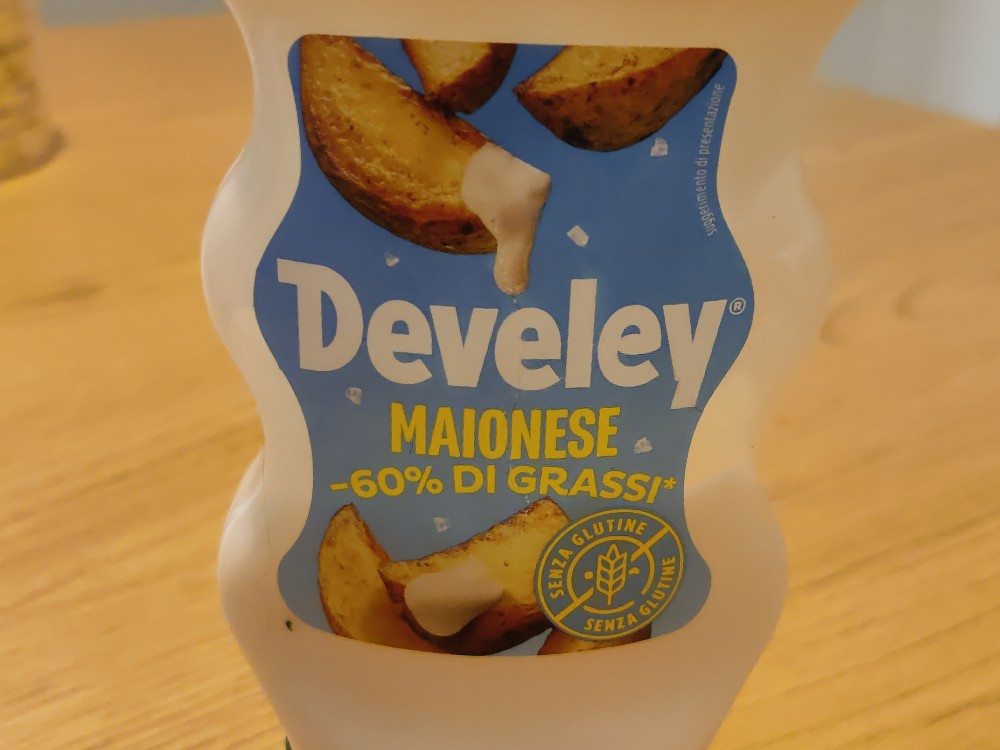 suggerimento di presentazione
Develey®
MAIONESE
-60% DI GRASSI*
SENZA GLUTINE
SENZA GLUTINE